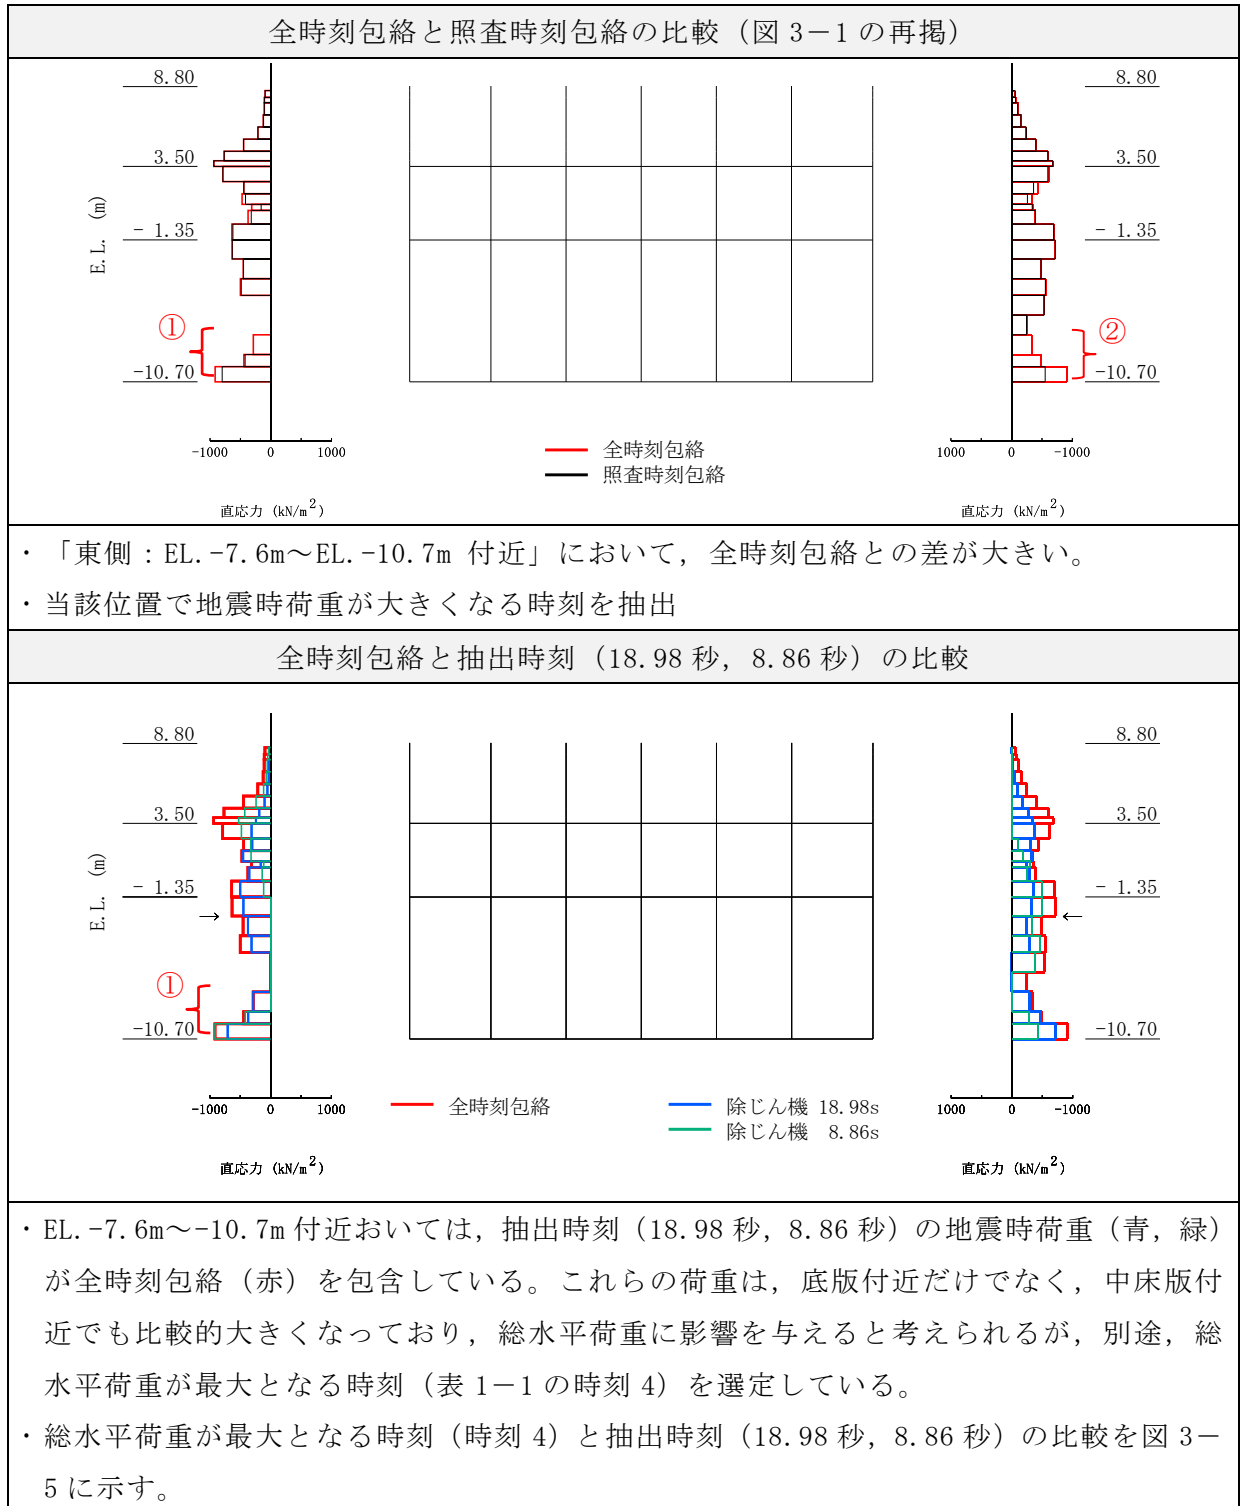 全時刻包絡と照査時刻包絡の比較（図 3－1 の再掲）
8.80
3.50
E.L. (m)
- 1.35
①
-10.70
-1000 0 1000
直応力 (kN/m²)
全時刻包絡
照査時刻包絡
8.80
3.50
- 1.35
②
-10.70
1000 0 -1000
直応力 (kN/m²)
・「東側：EL.-7.6m～EL.-10.7m 付近」において，全時刻包絡との差が大きい。
・当該位置で地震時荷重が大きくなる時刻を抽出
全時刻包絡と抽出時刻（18.98 秒，8.86 秒）の比較
8.80
3.50
E.L. (m)
- 1.35
→
①
-10.70
-1000 0 1000
直応力 (kN/m²)
全時刻包絡
除じん機 18.98s
除じん機 8.86s
8.80
3.50
- 1.35
←
-10.70
1000 0 -1000
直応力 (kN/m²)
・EL.-7.6m～-10.7m 付近おいては，抽出時刻（18.98 秒，8.86 秒）の地震時荷重（青，緑）
が全時刻包絡（赤）を包含している。これらの荷重は，底版付近だけでなく，中床版付
近でも比較的大きくなっており，総水平荷重に影響を与えると考えられるが，別途，総
水平荷重が最大となる時刻（表 1－1 の時刻 4）を選定している。
・総水平荷重が最大となる時刻（時刻 4）と抽出時刻（18.98 秒，8.86 秒）の比較を図 3－
5 に示す。